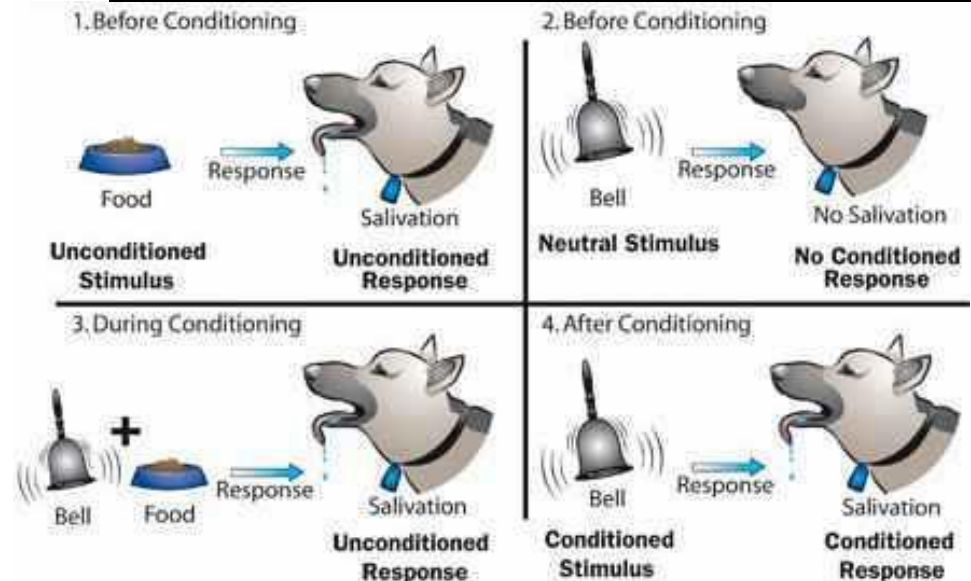 1. Before Conditioning
Food
Response
Salivation
Unconditioned
Stimulus
Unconditioned
Response
2. Before Conditioning
Bell
Response
No Salivation
Neutral Stimulus
No Conditioned
Response
3. During Conditioning
+
Bell
Food
Response
Salivation
Unconditioned
Response
4. After Conditioning
Bell
Response
Salivation
Conditioned
Stimulus
Conditioned
Response